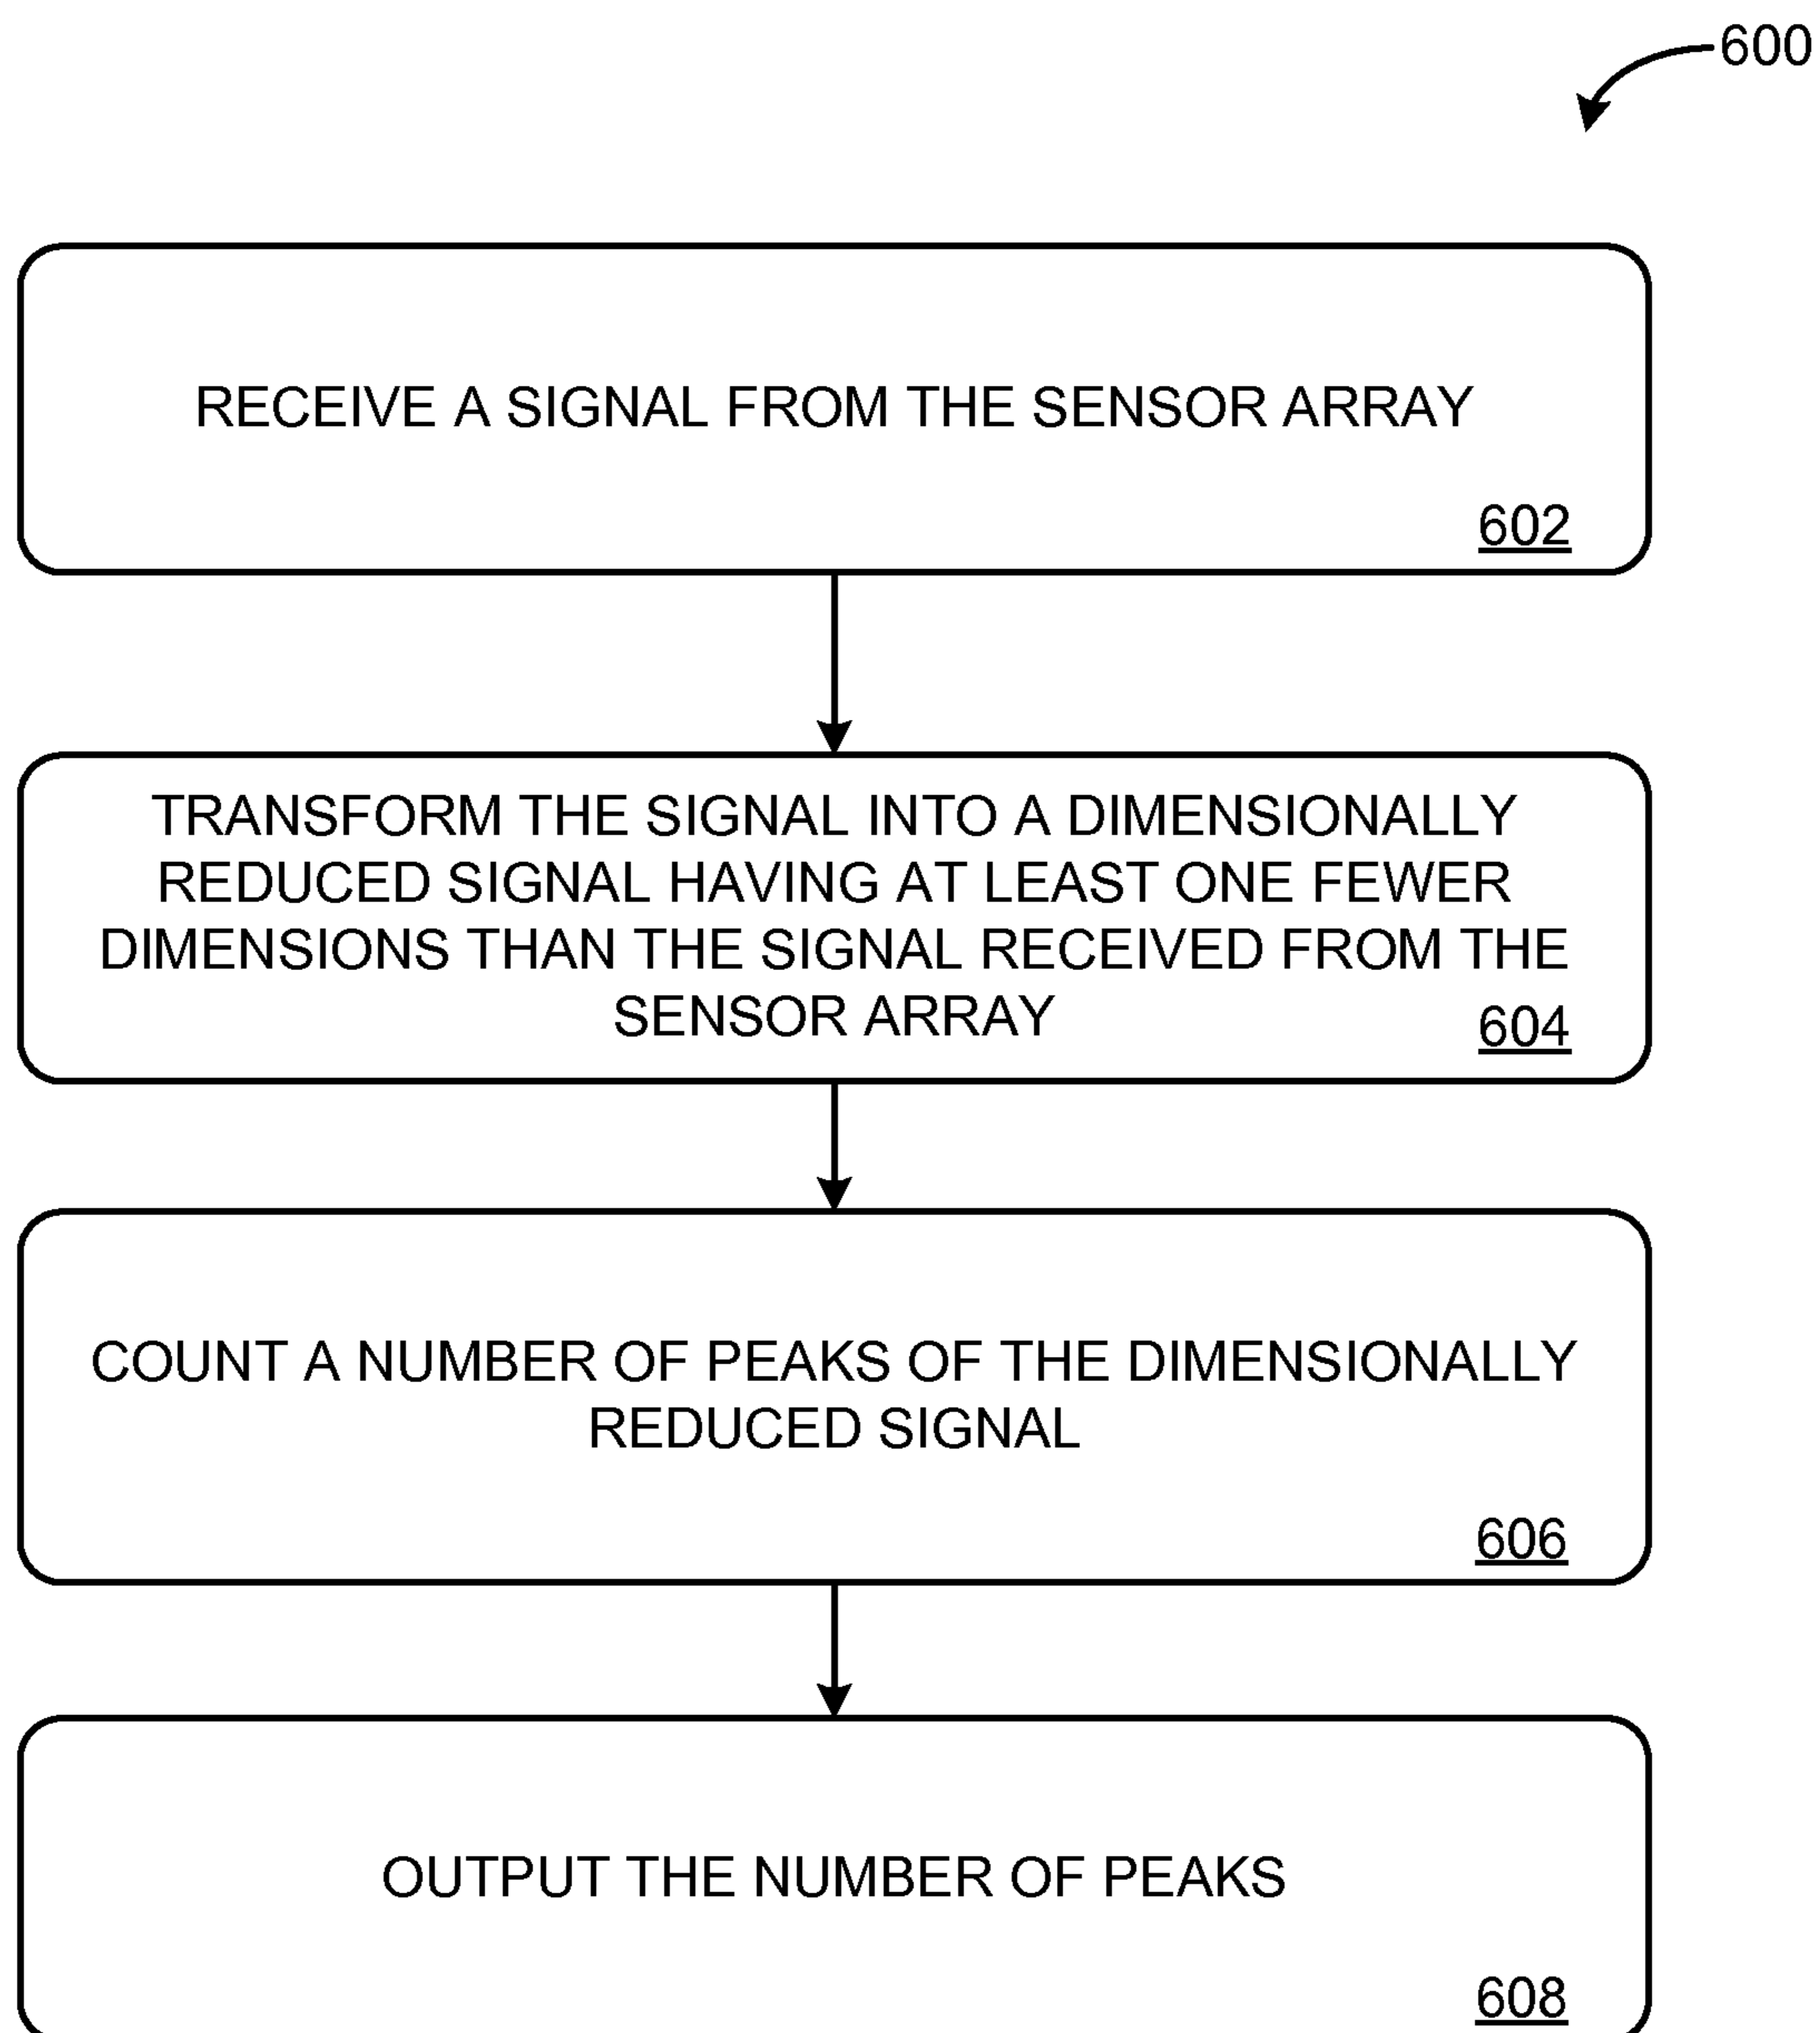 600
RECEIVE A SIGNAL FROM THE SENSOR ARRAY
602
TRANSFORM THE SIGNAL INTO A DIMENSIONALLY
REDUCED SIGNAL HAVING AT LEAST ONE FEWER
DIMENSIONS THAN THE SIGNAL RECEIVED FROM THE
SENSOR ARRAY
604
COUNT A NUMBER OF PEAKS OF THE DIMENSIONALLY
REDUCED SIGNAL
606
OUTPUT THE NUMBER OF PEAKS
608